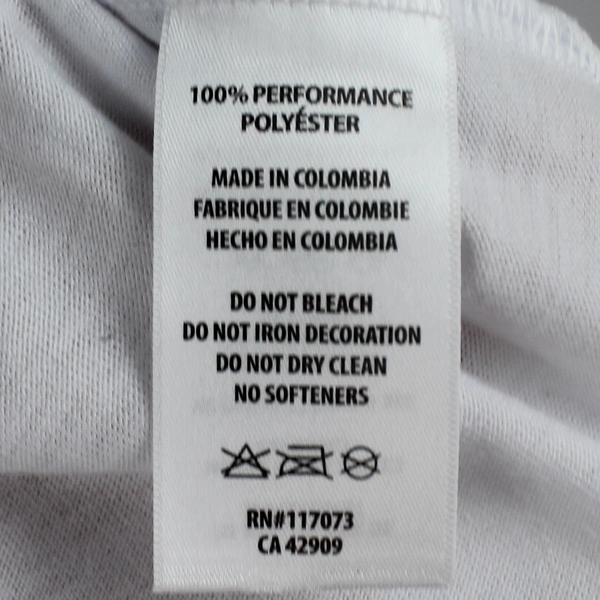 100% PERFORMANCE
POLYÉSTER
MADE IN COLOMBIA
FABRIQUE EN COLOMBIE
HECHO EN COLOMBIA
DO NOT BLEACH
DO NOT IRON DECORATION
DO NOT DRY CLEAN
NO SOFTENERS
RN#117073
CA 42909